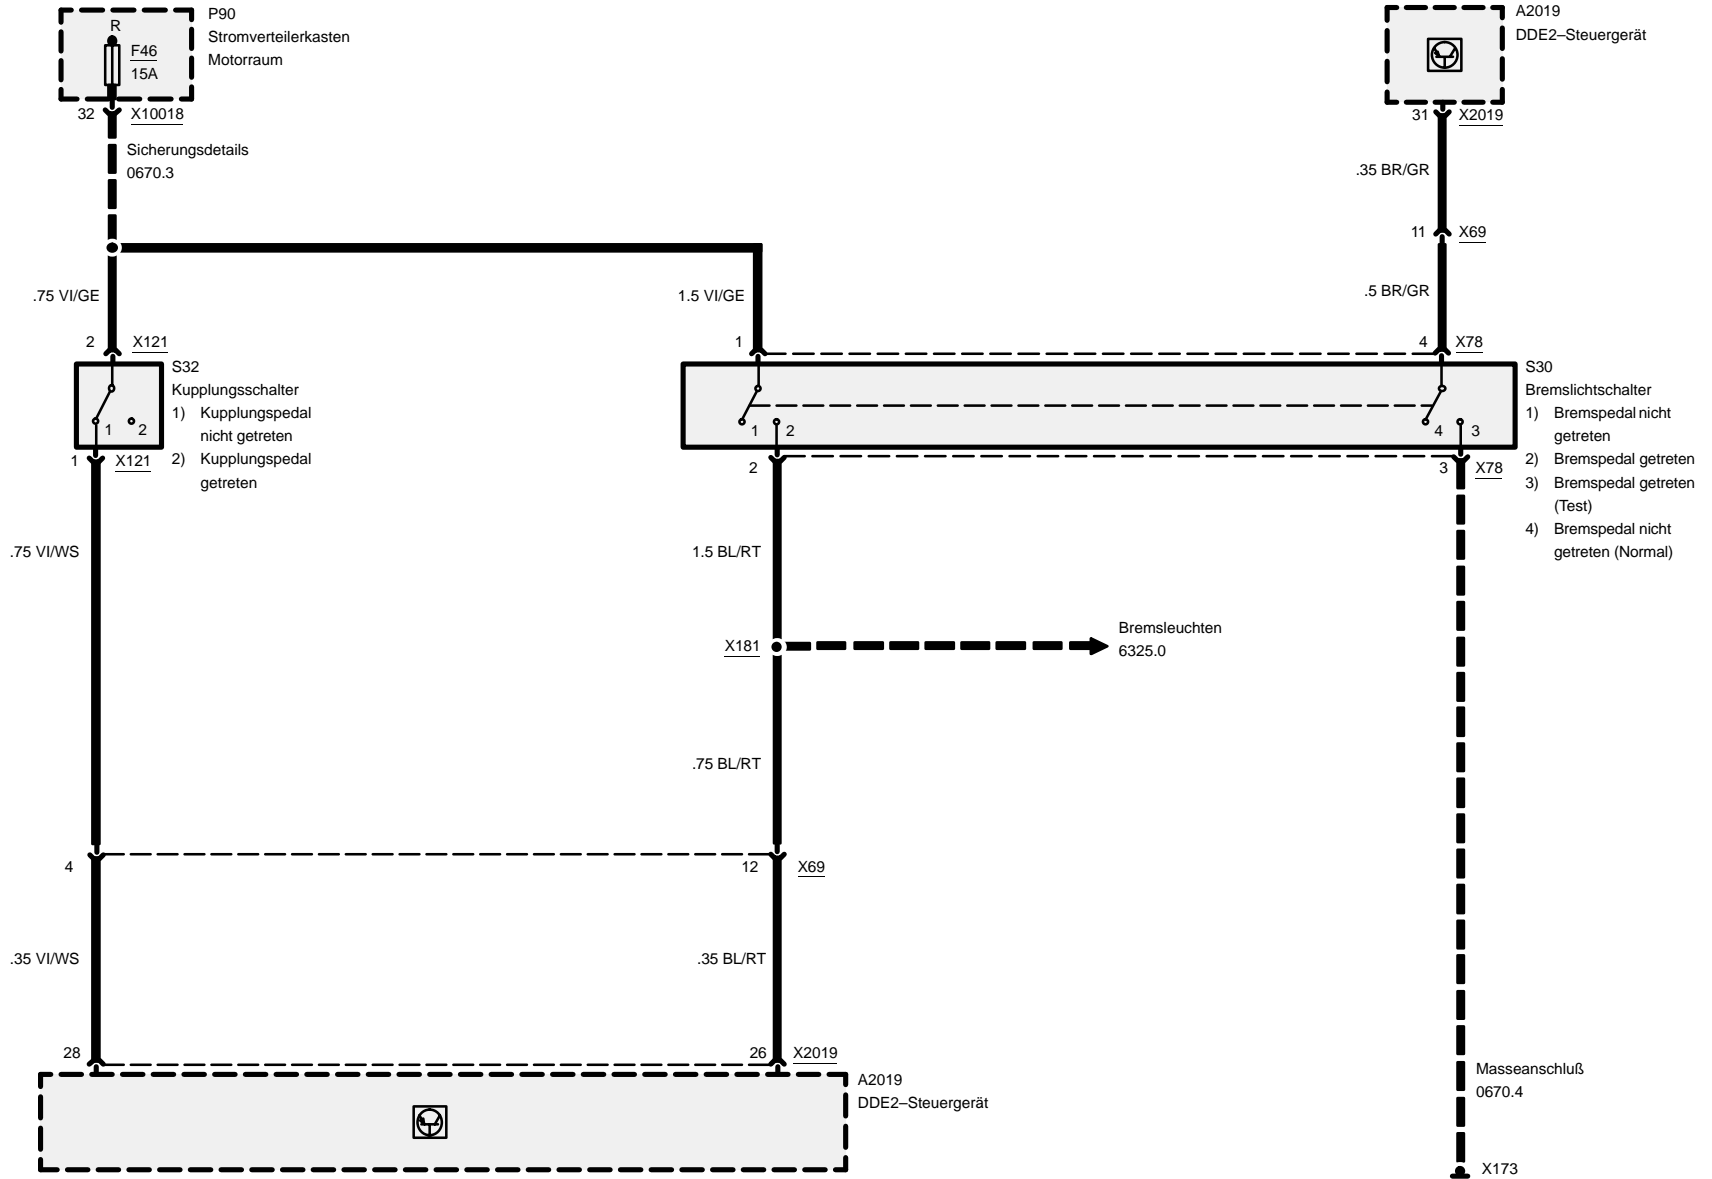 P90
Stromverteilerkasten
Motorraum
R
F46
15A
32 X10018
Sicherungsdetails
0670.3
A2019
DDE2–Steuergerät
31 X2019
.35 BR/GR
11 X69
.5 BR/GR
.75 VI/GE
1.5 VI/GE
2 X121
1
4 X78
S32
Kupplungsschalter
1) Kupplungspedal
nicht getreten
2) Kupplungspedal
getreten
1 2
1 X121
1 2
4 3
S30
Bremslichtschalter
1) Bremspedal nicht
getreten
2) Bremspedal getreten
3) Bremspedal getreten
(Test)
4) Bremspedal nicht
getreten (Normal)
2
3 X78
.75 VI/WS
1.5 BL/RT
X181
Bremsleuchten
6325.0
.75 BL/RT
4
12 X69
.35 VI/WS
.35 BL/RT
28
26 X2019
A2019
DDE2–Steuergerät
Masseanschluß
0670.4
X173